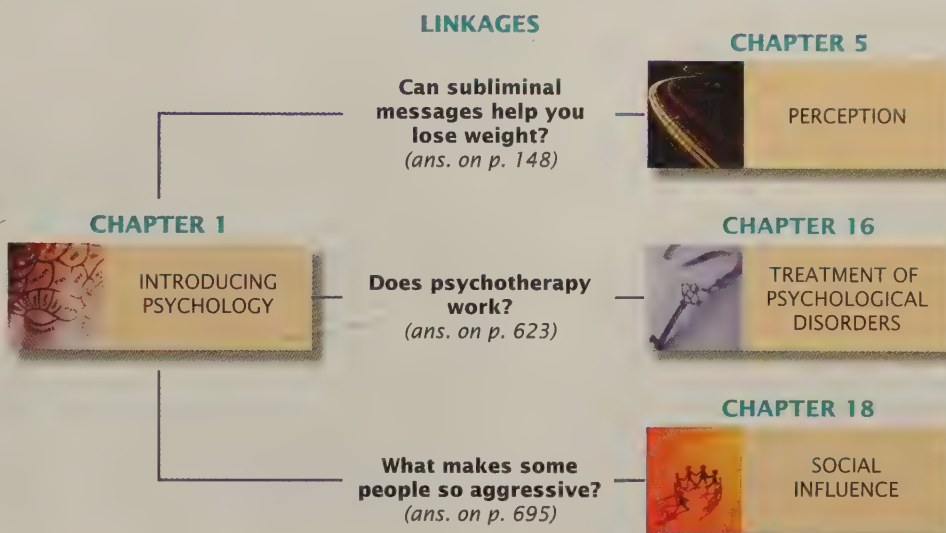 LINKAGES
CHAPTER 5
Can subliminal
messages help you
lose weight?
(ans. on p. 148)
PERCEPTION
CHAPTER 1
INTRODUCING
PSYCHOLOGY
Does psychotherapy
work?
(ans. on p. 623)
CHAPTER 16
TREATMENT OF
PSYCHOLOGICAL
DISORDERS
What makes some
people so aggressive?
(ans. on p. 695)
CHAPTER 18
SOCIAL
INFLUENCE